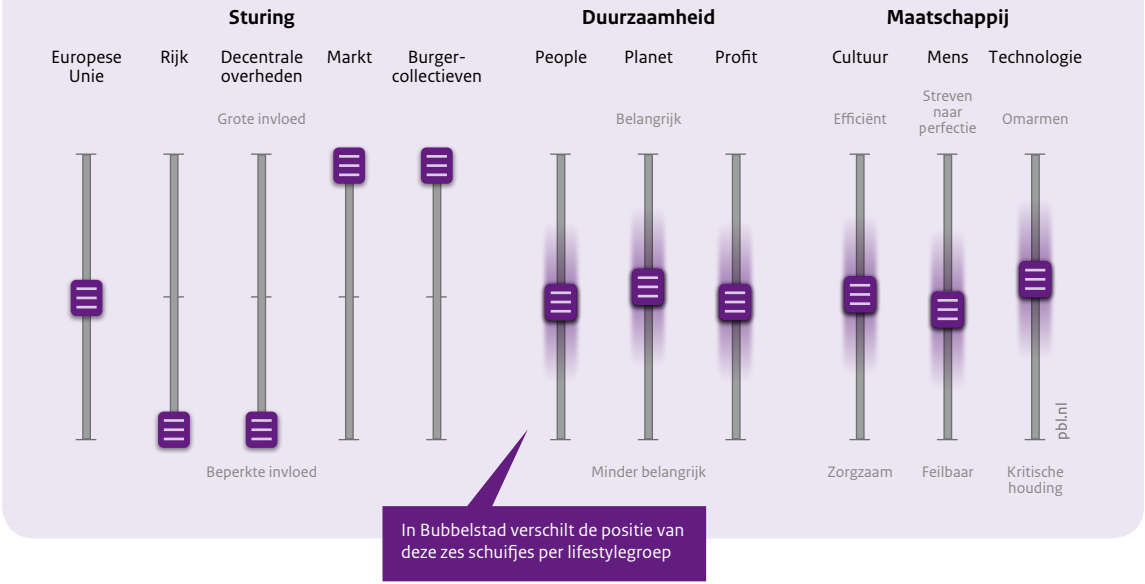 Sturing
Duurzaamheid
Maatschappij
Europese
Unie
Rijk
Decentrale
overheden
Markt
Burger-
collectieven
People
Planet
Profit
Cultuur
Mens
Technologie
Grote invloed
Belangrijk
Efficiënt
Streven
naar
perfectie
Omarmen
Beperkte invloed
Minder belangrijk
Zorgzaam
Feilbaar
Kritische
houding
pbl.nl
In Bubbelstad verschilt de positie van
deze zes schuifjes per lifestylegroep